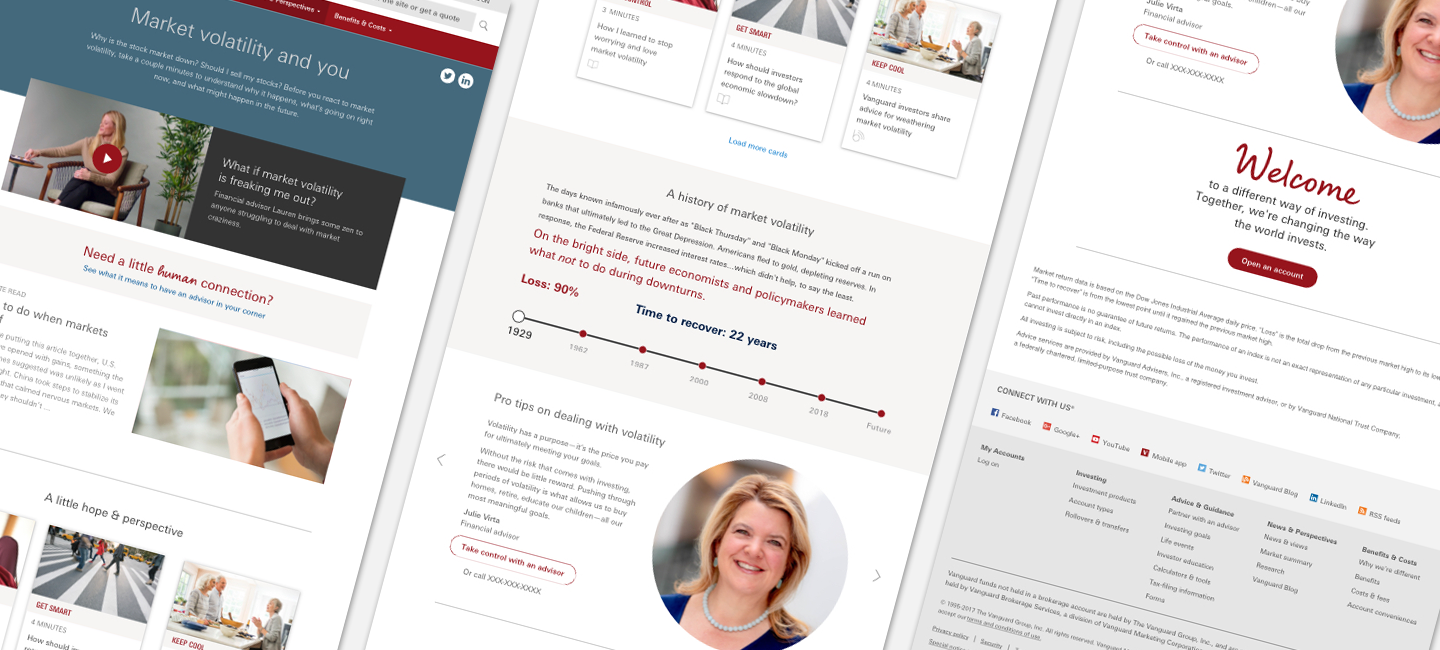 Perspectives
Benefits & Costs
the site or get a quote
Market volatility and you
Why is the stock market down? Should I sell my stocks? Before you react to market
volatility, take a couple minutes to understand why it happens, what's going on right
now, and what might happen in the future.
What if market volatility
is freaking me out?
Financial advisor Lauren brings some zen to
anyone struggling to deal with market
craziness.
Need a little human connection?
See what it means to have an advisor in your corner
READ
to do when markets
putting this article together, U.S.
opened with gains, something the
suggested was unlikely as I went
China took steps to stabilize its
that calmed nervous markets. We
shouldn't ...
A little hope & perspective
GET SMART
4 MINUTES
How should investors
KEEP COOL
3 MINUTES
How I learned to stop
worrying and love
market volatility
GET SMART
4 MINUTES
How should investors
respond to the global
economic slowdown?
KEEP COOL
4 MINUTES
Vanguard investors share
advice for weathering
market volatility
Load more cards
A history of market volatility
The days known infamously ever after as "Black Thursday" and "Black Monday" kicked off a run on
banks that ultimately led to the Great Depression. Americans fled to gold, depleting reserves. In
response, the Federal Reserve increased interest rates...which didn't help, to say the least.
On the bright side, future economists and policymakers learned
what not to do during downturns.
Loss: 90%
Time to recover: 22 years
1929
1962
1987
2000
2008
2018
Future
Pro tips on dealing with volatility
Volatility has a purpose—it's the price you pay
for ultimately meeting your goals.
Without the risk that comes with investing,
there would be little reward. Pushing through
periods of volatility is what allows us to buy
homes, retire, educate our children—all our
most meaningful goals.
Julie Virta
Financial advisor
Take control with an advisor
Or call XXX-XXX-XXXX
children—all our
goals.
Julie Virta
Financial advisor
Take control with an advisor
Or call XXX-XXX-XXXX
Welcome
to a different way of investing.
Together, we're changing the way
the world invests.
Open an account
Market return data is based on the Dow Jones Industrial Average daily price. "Loss" is the total drop from the previous market high to its
"Time to recover" is from the lowest point until it regained the previous market high.
Past performance is no guarantee of future returns. The performance of an index is not an exact representation of any particular investment,
cannot invest directly in an index.
All investing is subject to risk, including the possible loss of the money you invest.
Advice services are provided by Vanguard Advisers, Inc., a registered investment advisor, or by Vanguard National Trust Company,
a federally chartered, limited-purpose trust company.
CONNECT WITH US®
Facebook
Google+
YouTube
Mobile app
Twitter
Vanguard Blog
LinkedIn
RSS feeds
My Accounts
Log on
Investing
Investment products
Account types
Rollovers & transfers
Advice & Guidance
Partner with an advisor
Investing goals
Life events
Investor education
Calculators & tools
Tax-filing information
Forms
News & Perspectives
News & views
Market summary
Research
Vanguard Blog
Benefits & Costs
Why we're different
Benefits
Costs & fees
Account conveniences
Vanguard funds not held in a brokerage account are held by The Vanguard Group, Inc., and are
held by Vanguard Brokerage Services, a division of Vanguard Marketing Corporation
© 1995-2017 The Vanguard Group, Inc. All rights reserved. Vanguard
accept our terms and conditions of use.
Privacy policy | Security |
Special